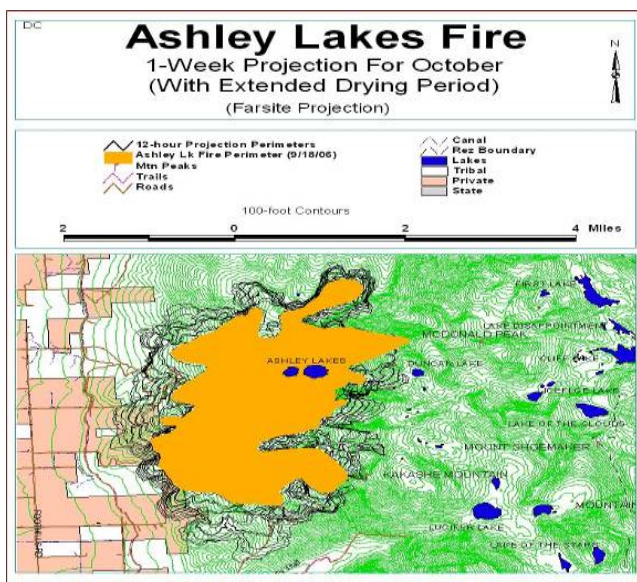 DC
Ashley Lakes Fire
1-Week Projection For October
(With Extended Drying Period)
(Farsite Projection)
N
12-hour Projection Perimeters
Ashley Lk Fire Perimeter (9/18/06)
Mtn Peaks
Trails
Roads
Canal
Rez Boundary
Lakes
Tribal
Private
State
100-foot Contours
2 0 2 4 Miles
FIRST LAKE
LAKE DISAPPOINTMENT
MCDONALD PEAK
CLIFF LAKE
ASHLEY LAKES
DUNCAN LAKE
LAKE OF THE CLOUDS
MOUNT SHOEMAKER
KAKASHE MOUNTAIN
MOUNTAIN
LUCIFER LAKE
LAKE OF THE STARS